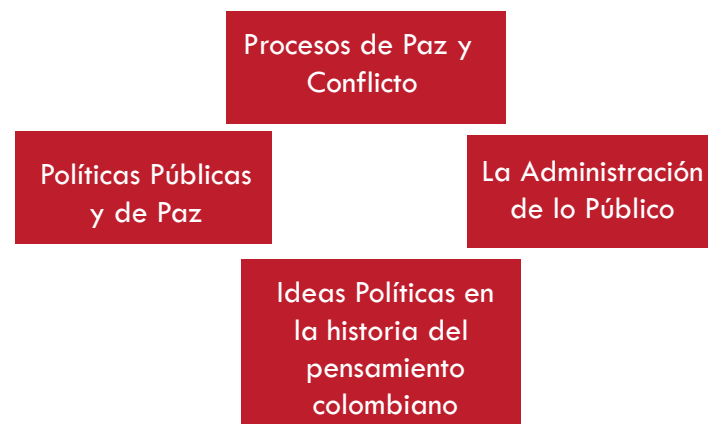 Procesos de Paz y
Conflicto
Políticas Públicas
y de Paz
La Administración
de lo Público
Ideas Políticas en
la historia del
pensamiento
colombiano